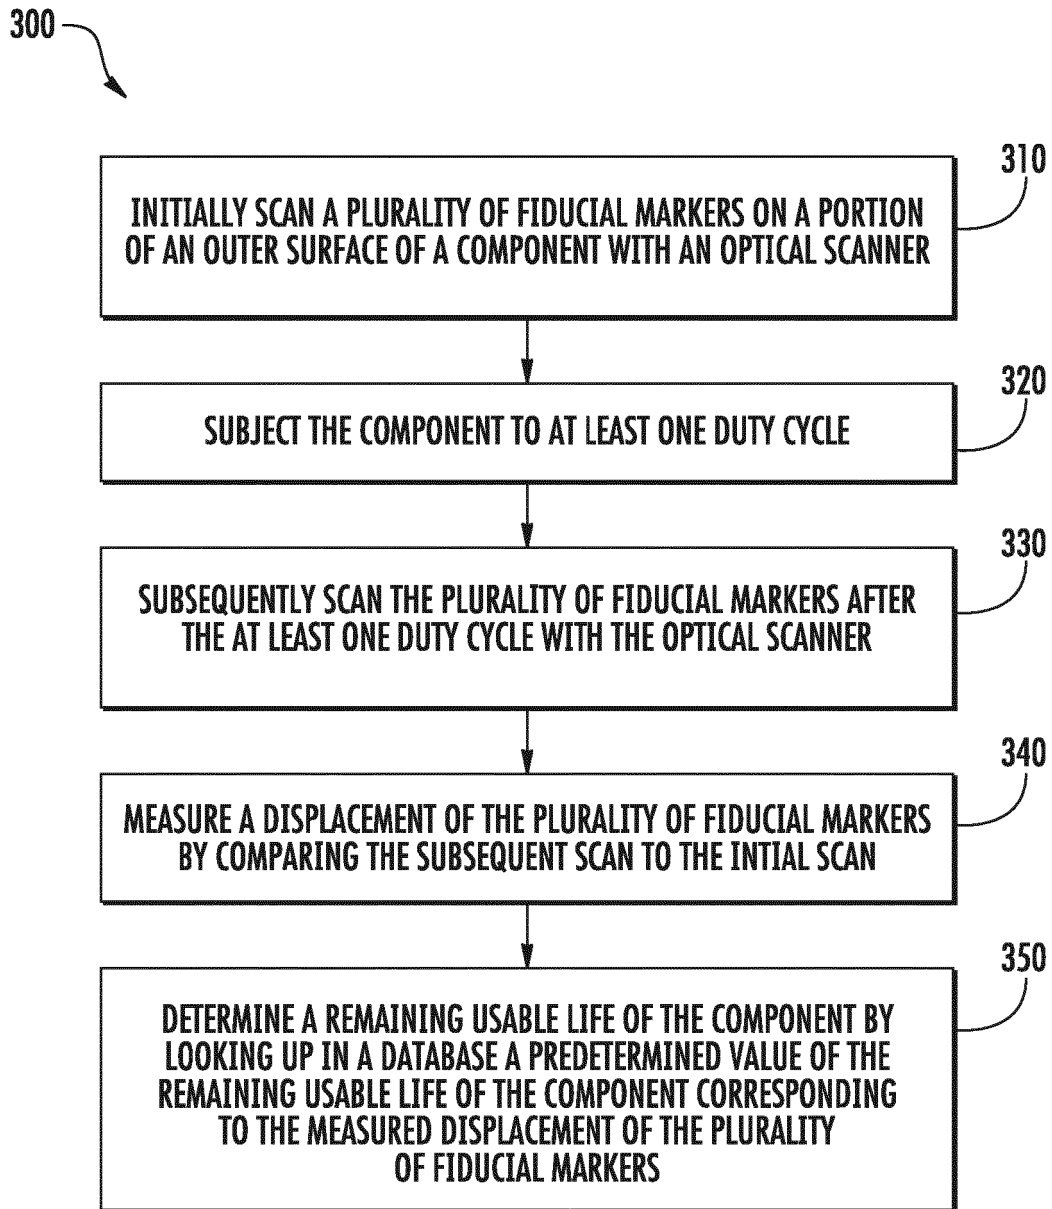 300
310
INITIALLY SCAN A PLURALITY OF FIDUCIAL MARKERS ON A PORTION
OF AN OUTER SURFACE OF A COMPONENT WITH AN OPTICAL SCANNER
320
SUBJECT THE COMPONENT TO AT LEAST ONE DUTY CYCLE
330
SUBSEQUENTLY SCAN THE PLURALITY OF FIDUCIAL MARKERS AFTER
THE AT LEAST ONE DUTY CYCLE WITH THE OPTICAL SCANNER
340
MEASURE A DISPLACEMENT OF THE PLURALITY OF FIDUCIAL MARKERS
BY COMPARING THE SUBSEQUENT SCAN TO THE INTIAL SCAN
350
DETERMINE A REMAINING USABLE LIFE OF THE COMPONENT BY
LOOKING UP IN A DATABASE A PREDETERMINED VALUE OF THE
REMAINING USABLE LIFE OF THE COMPONENT CORRESPONDING
TO THE MEASURED DISPLACEMENT OF THE PLURALITY
OF FIDUCIAL MARKERS